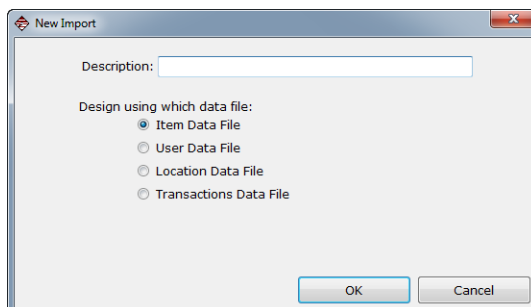 New Import
Description:
Design using which data file:
Item Data File
User Data File
Location Data File
Transactions Data File
OK Cancel